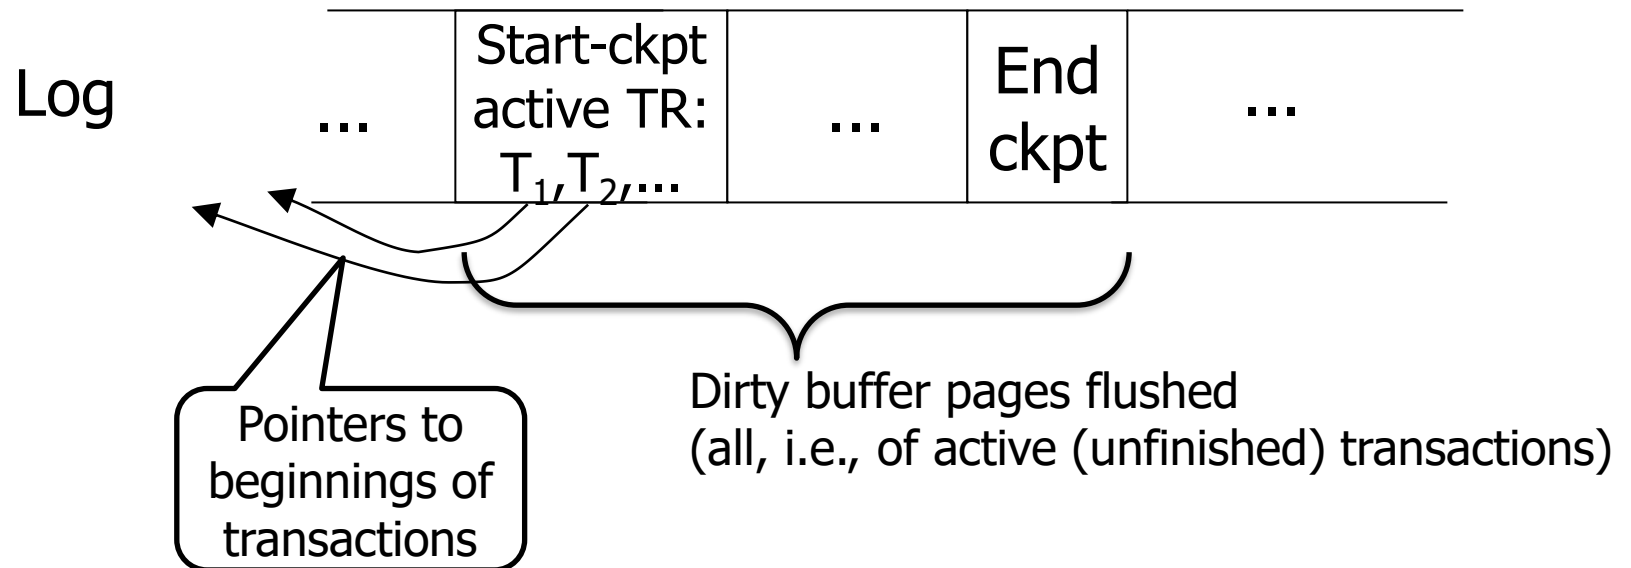 Log
...
Start-ckpt
active TR:
T₁,T₂,...
...
End
ckpt
...
Pointers to
beginnings of
transactions
Dirty buffer pages flushed
(all, i.e., of active (unfinished) transactions)